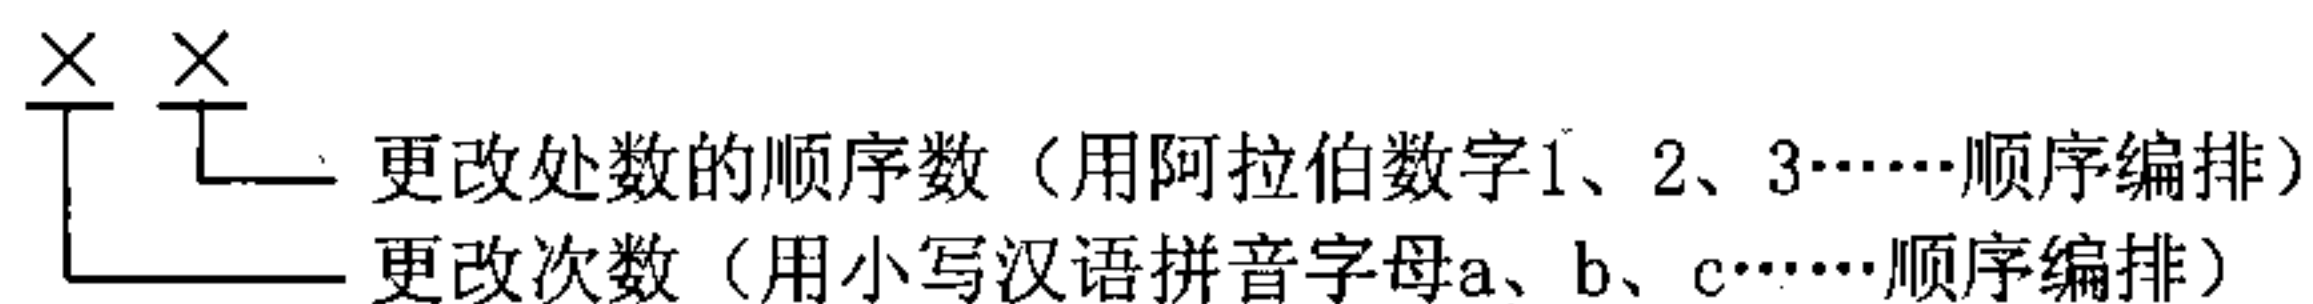 × ×
更改处数的顺序数（用阿拉伯数字1、2、3……顺序编排）
更改次数（用小写汉语拼音字母a、b、c……顺序编排）